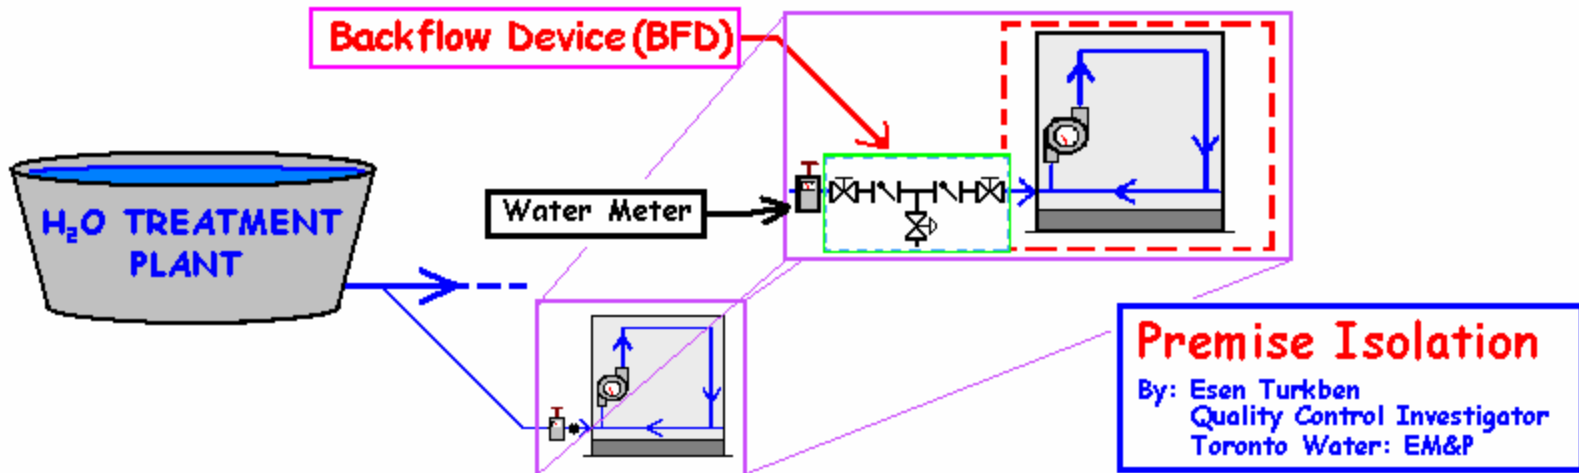 Backflow Device(BFD)
Water Meter
H₂O TREATMENT
PLANT
Premise Isolation
By: Esen Turkben
Quality Control Investigator
Toronto Water: EM&P